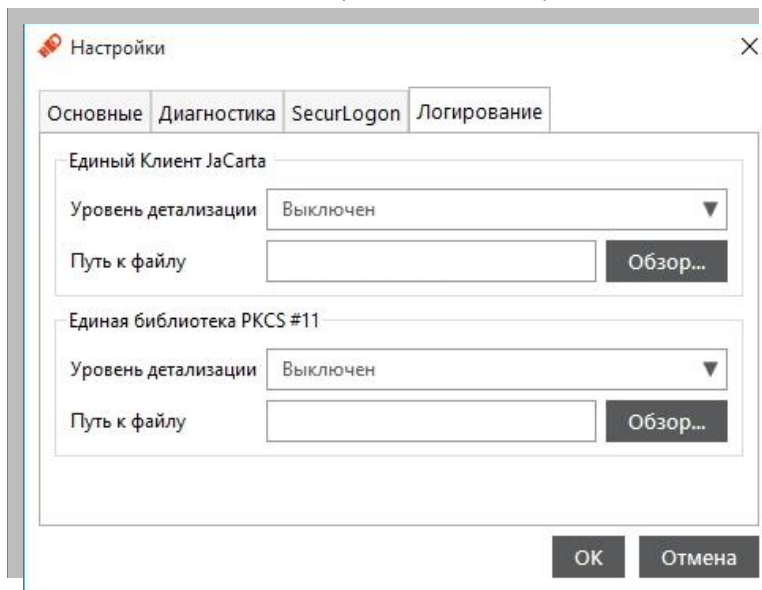 Настройки
Основные Диагностика SecurLogon Логирование
Единый Клиент JaCarta
Уровень детализации Выключен
Путь к файлу Обзор...
Единая библиотека PKCS #11
Уровень детализации Выключен
Путь к файлу Обзор...
ОК Отмена